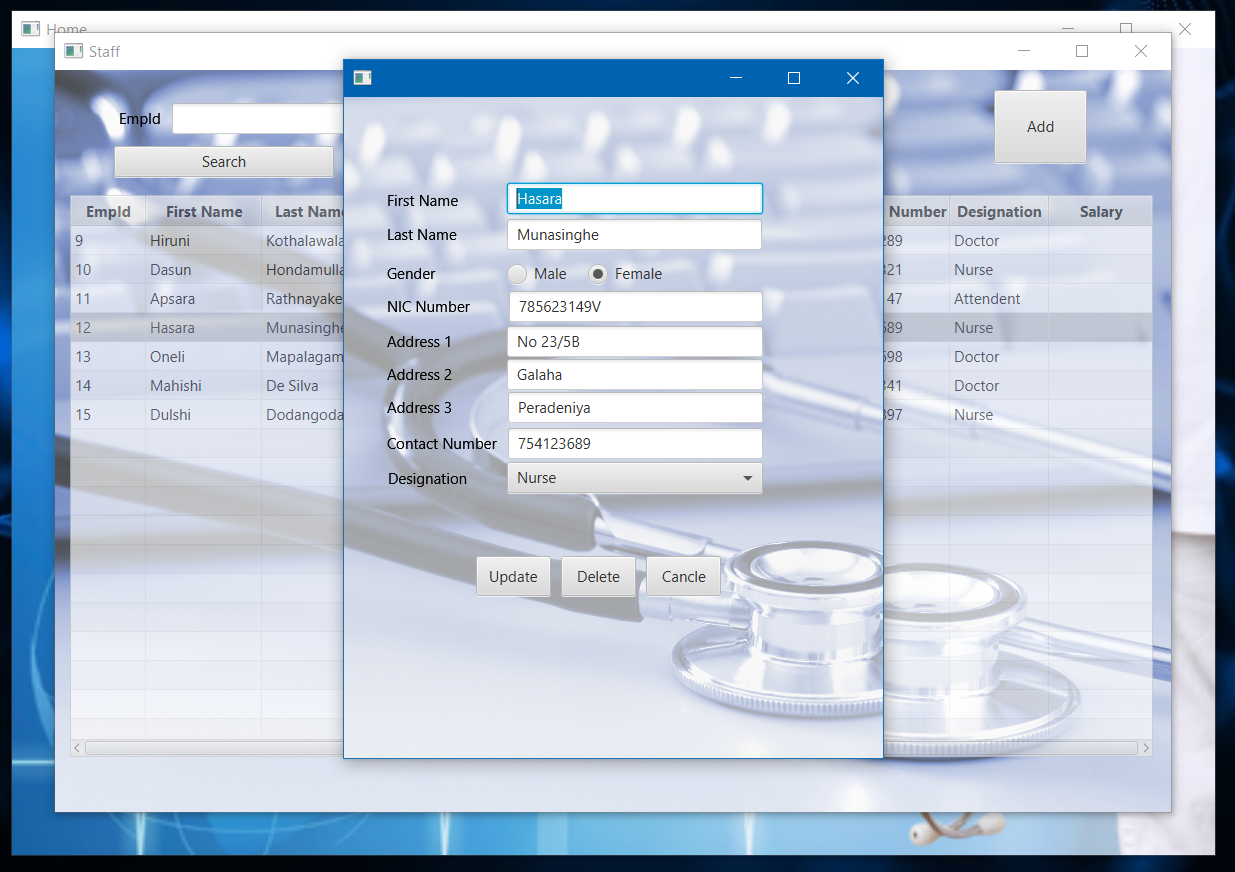 Home
Staff
EmpId
Search
Add
EmpId First Name Last Name Number Designation Salary
9 Hiruni Kothalawala 289 Doctor
10 Dasun Hondamulla 321 Nurse
11 Apsara Rathnayake 147 Attendent
12 Hasara Munasinghe 689 Nurse
13 Oneli Mapalagam 598 Doctor
14 Mahishi De Silva 341 Doctor
15 Dulshi Dodangoda 397 Nurse
First Name Hasara
Last Name Munasinghe
Gender Male Female
NIC Number 785623149V
Address 1 No 23/5B
Address 2 Galaha
Address 3 Peradeniya
Contact Number 754123689
Designation Nurse
Update Delete Cancle